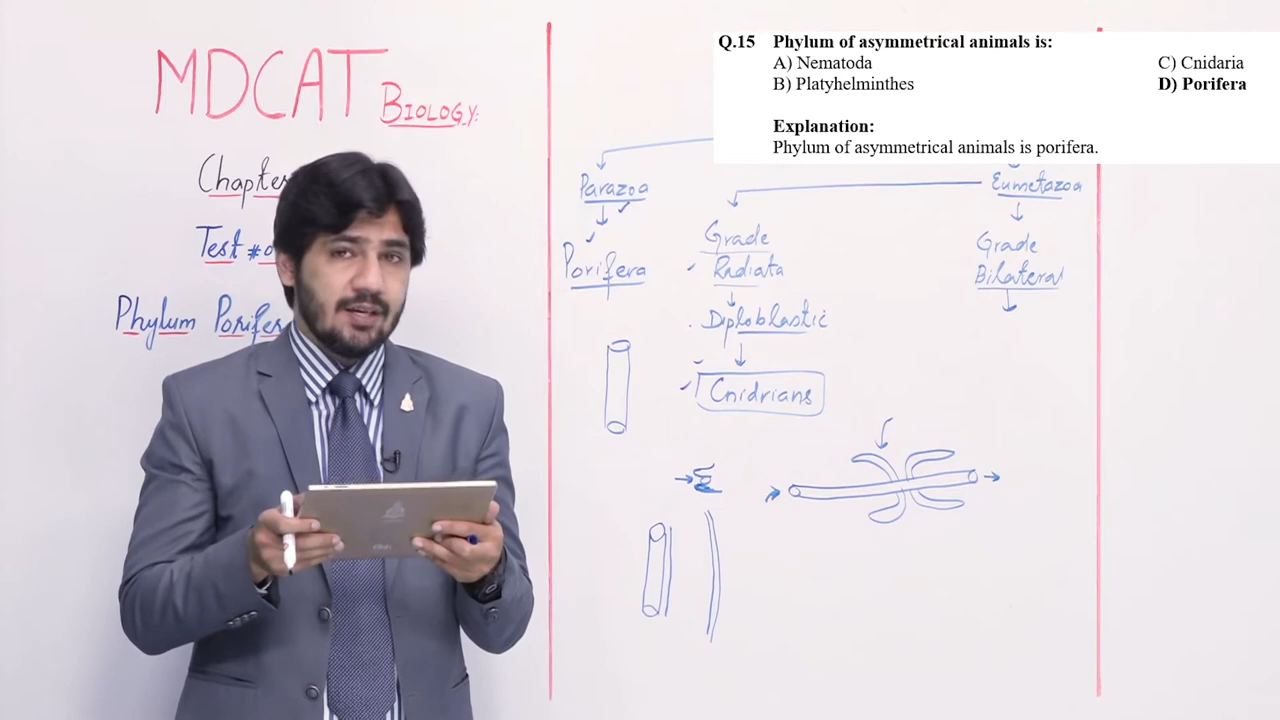 MDCAT BIOLOGY:
Chapte
Test #
Phylum Porifer
Q.15 Phylum of asymmetrical animals is:
A) Nematoda C) Cnidaria
B) Platyhelminthes D) Porifera
Explanation:
Phylum of asymmetrical animals is porifera.
Parazoa
Porifera
Eumetazoa
Grade
Radiata
Diploblastic
Cnidrians
Grade
Bilateral